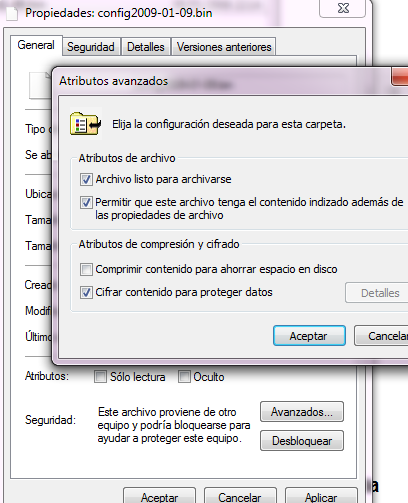 Propiedades: config2009-01-09.bin
General
Seguridad
Detalles
Versiones anteriores
Atributos avanzados
Elija la configuración deseada para esta carpeta.
Tipo d
Se ab
Ubica
Tama
Tama
Cread
Modif
Último
Atributos de archivo
Archivo listo para archivarse
Permitir que este archivo tenga el contenido indizado además de
las propiedades de archivo
Atributos de compresión y cifrado
Comprimir contenido para ahorrar espacio en disco
Cifrar contenido para proteger datos
Detalles
Aceptar
Cancelar
Atributos:
Sólo lectura
Oculto
Seguridad:
Este archivo proviene de otro
equipo y podría bloquearse para
ayudar a proteger este equipo.
Avanzados...
Desbloquear
Aceptar
Cancelar
Aplicar
a